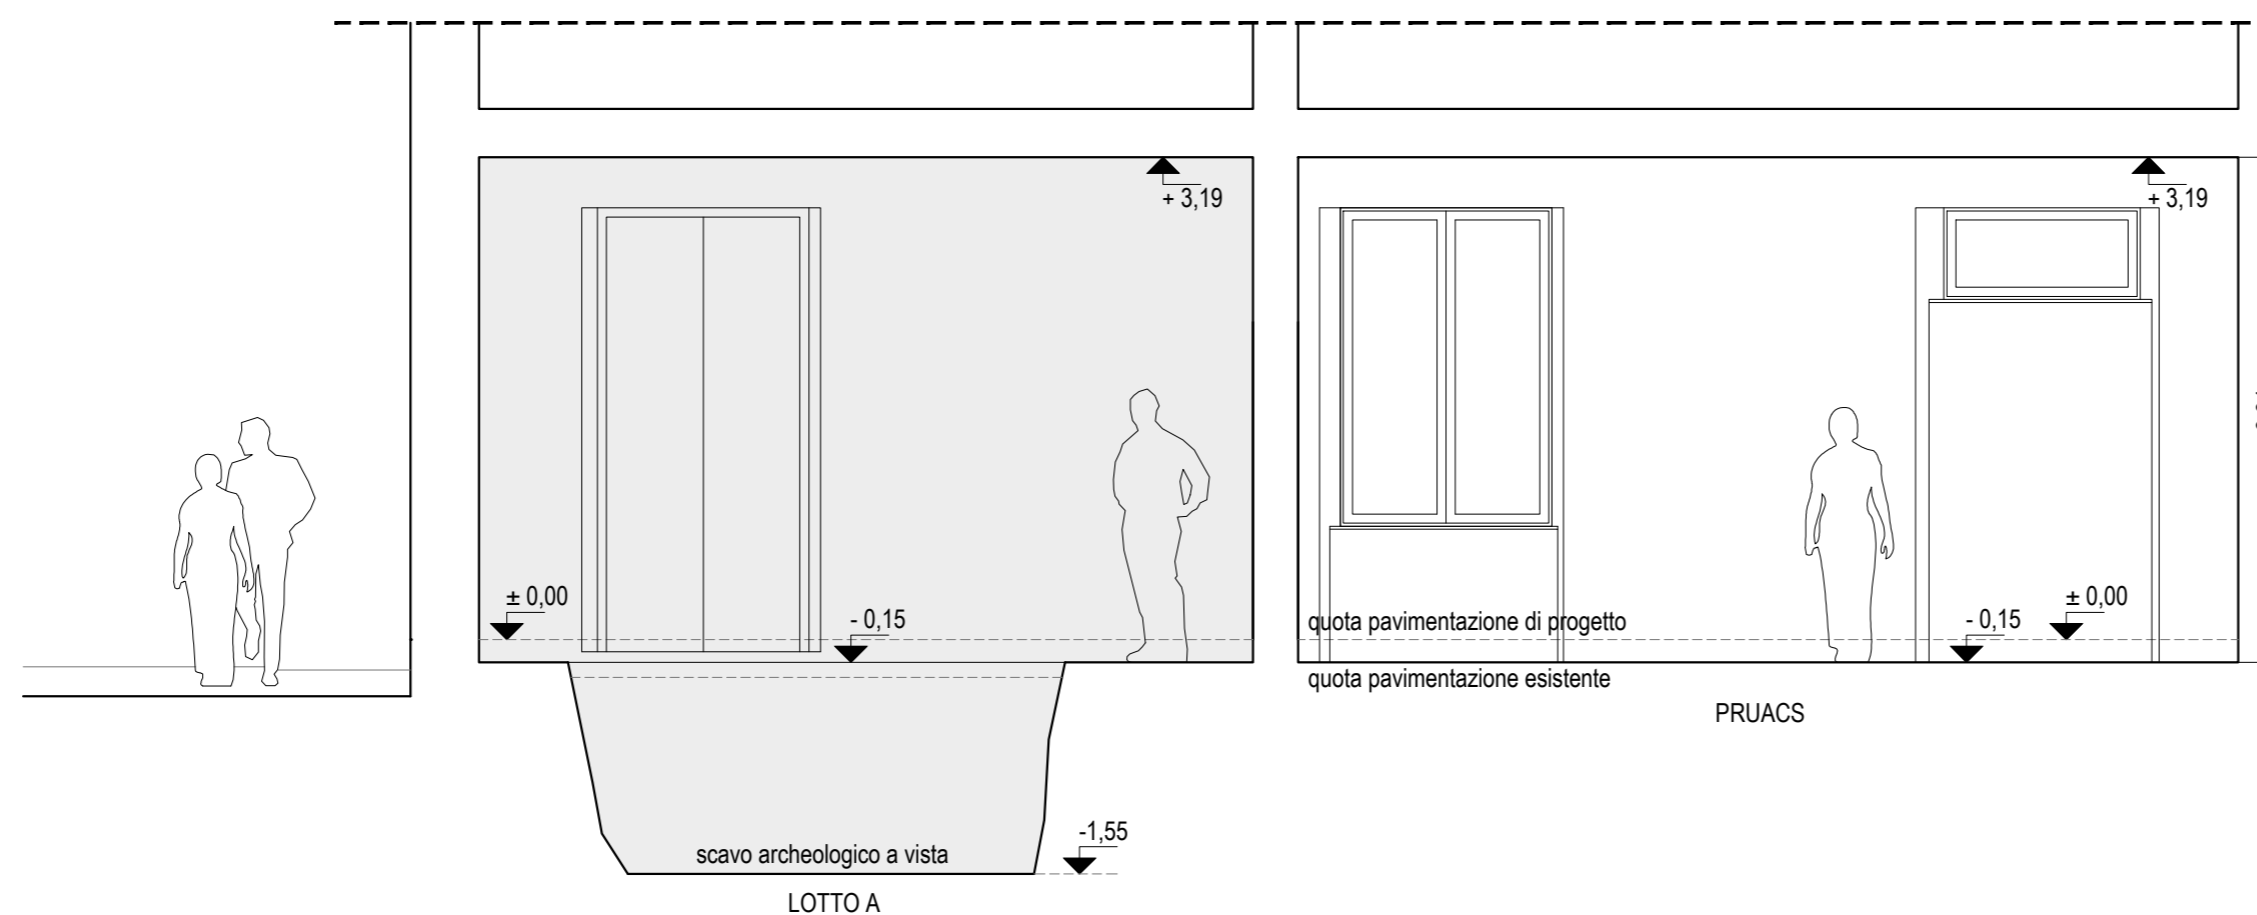 + 3,19
+ 3,19
± 0,00
- 0,15
quota pavimentazione di progetto
- 0,15
± 0,00
quota pavimentazione esistente
PRUACS
-1,55
scavo archeologico a vista
LOTTO A